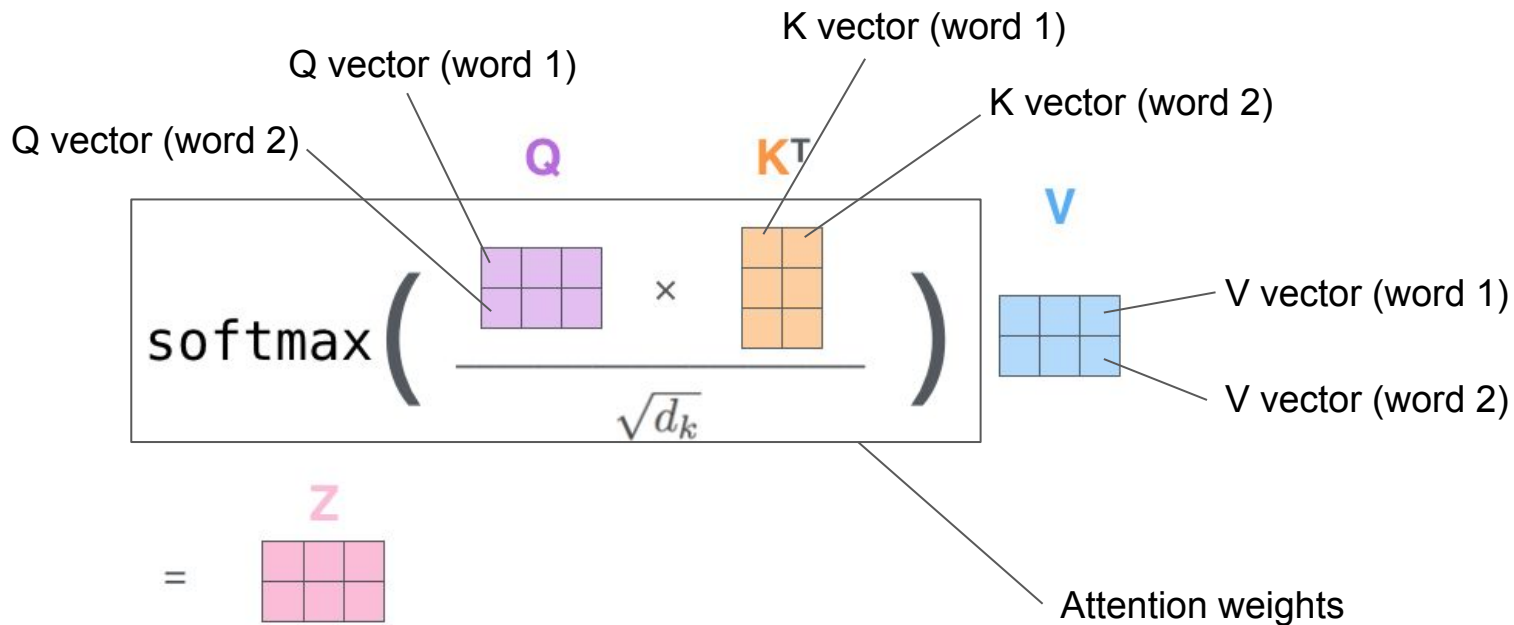 K vector (word 1)
Q vector (word 1)
K vector (word 2)
Q vector (word 2)
Q
Kᵀ
V
softmax( × / √dₖ )
V vector (word 1)
V vector (word 2)
Z
=
Attention weights